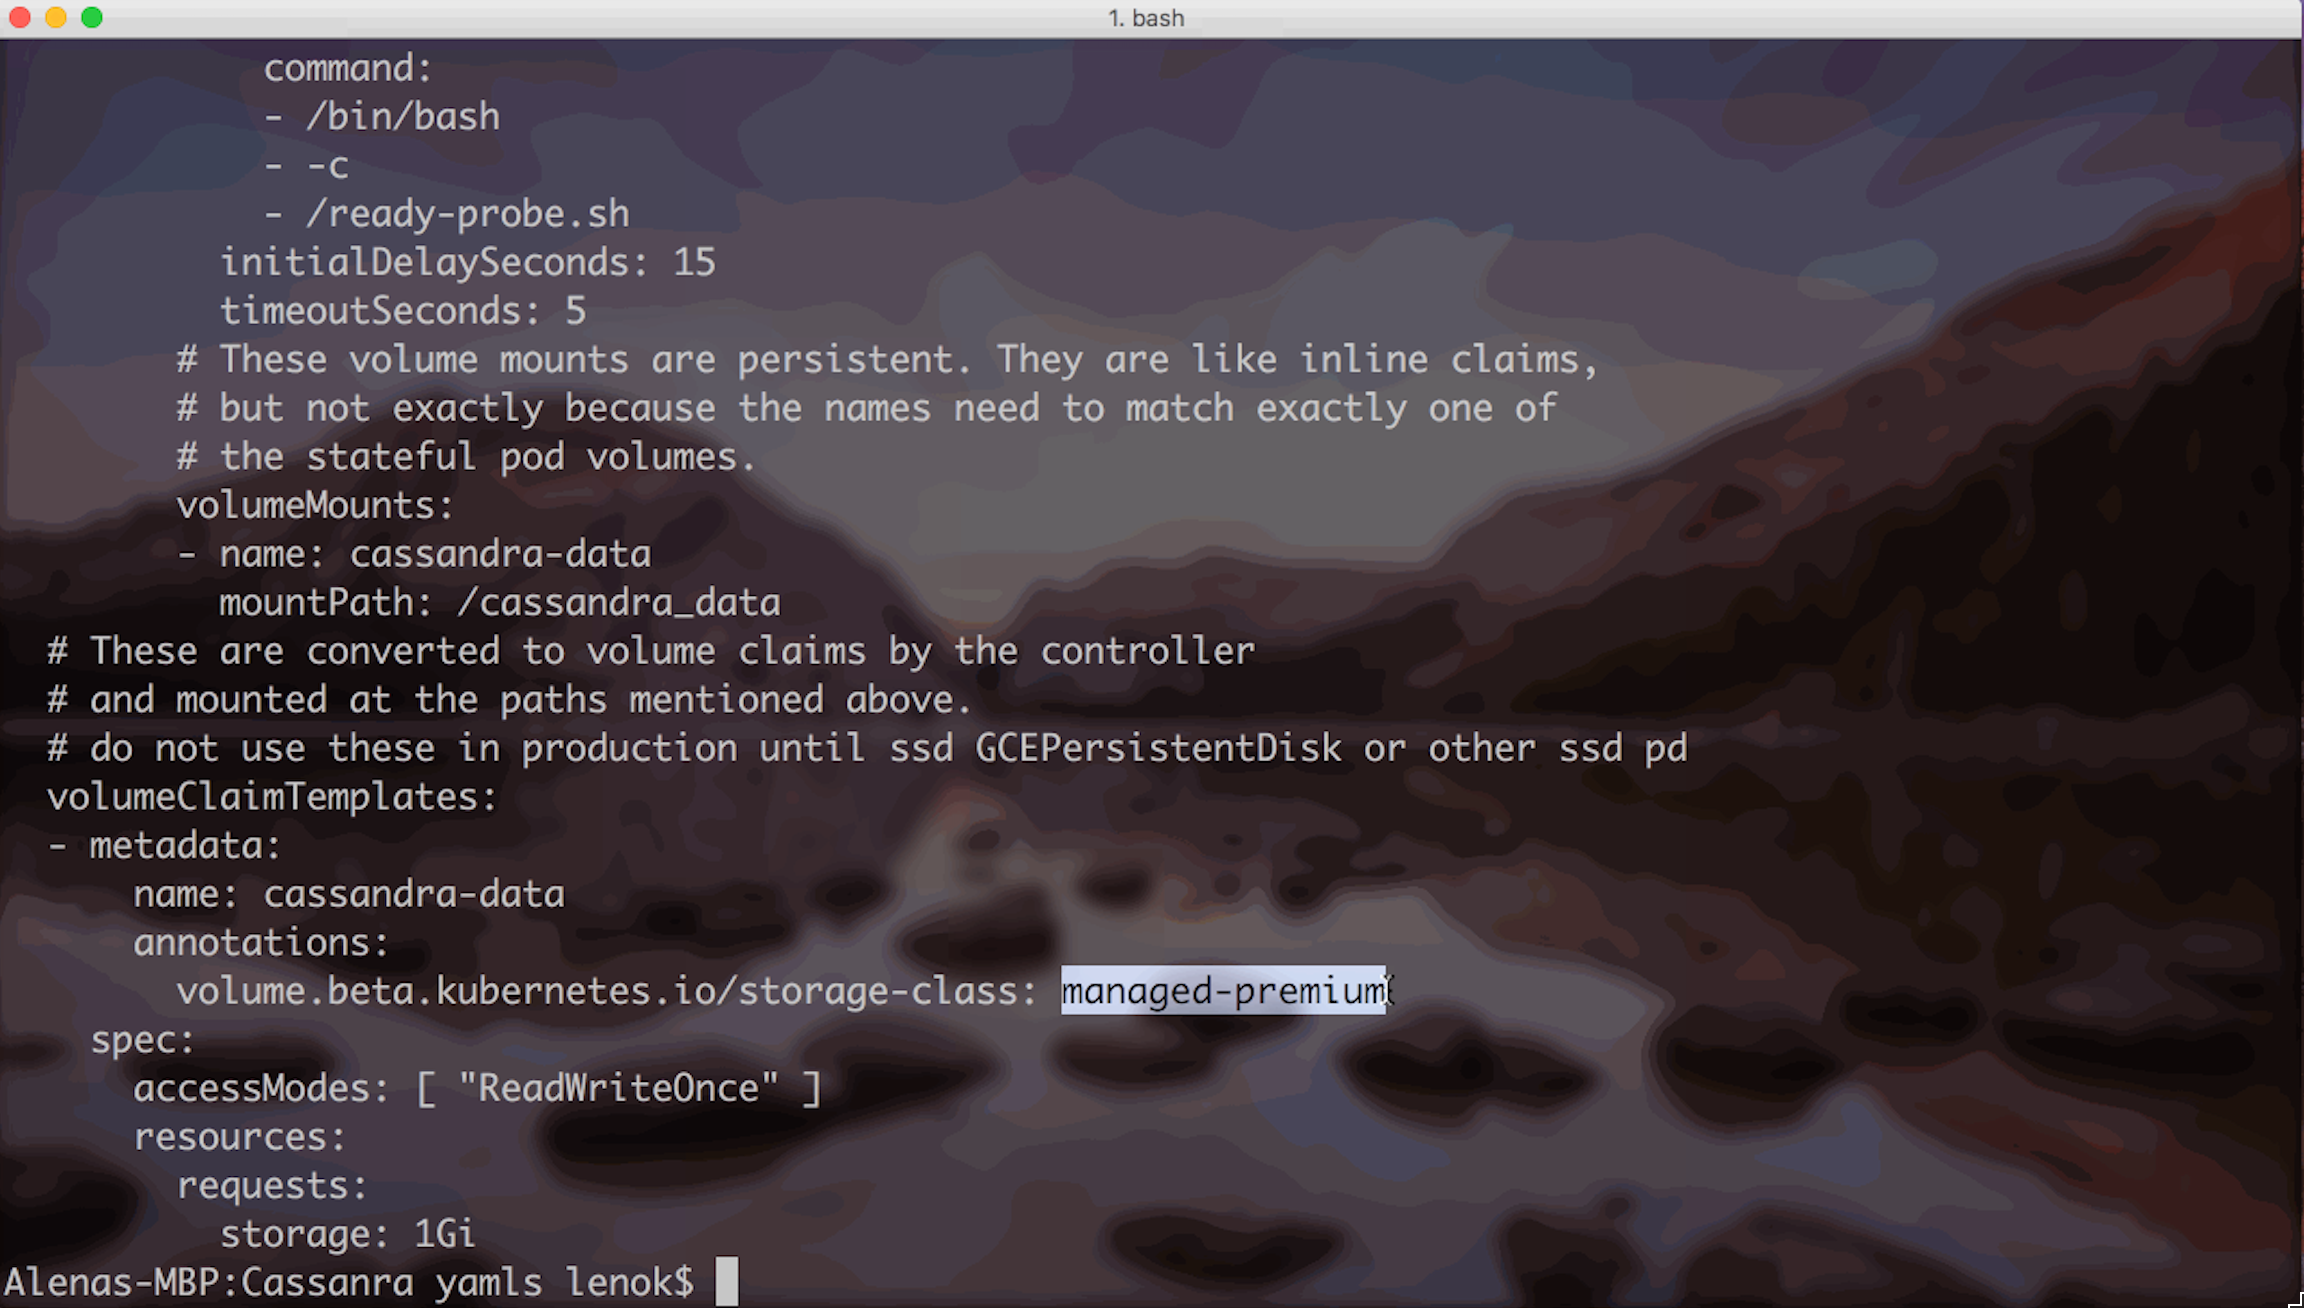 1. bash
command:
- /bin/bash
- -c
- /ready-probe.sh
initialDelaySeconds: 15
timeoutSeconds: 5
# These volume mounts are persistent. They are like inline claims,
# but not exactly because the names need to match exactly one of
# the stateful pod volumes.
volumeMounts:
- name: cassandra-data
mountPath: /cassandra_data
# These are converted to volume claims by the controller
# and mounted at the paths mentioned above.
# do not use these in production until ssd GCEPersistentDisk or other ssd pd
volumeClaimTemplates:
- metadata:
name: cassandra-data
annotations:
volume.beta.kubernetes.io/storage-class: managed-premium
spec:
accessModes: [ "ReadWriteOnce" ]
resources:
requests:
storage: 1Gi
Alenas-MBP:Cassanra yamls lenok$